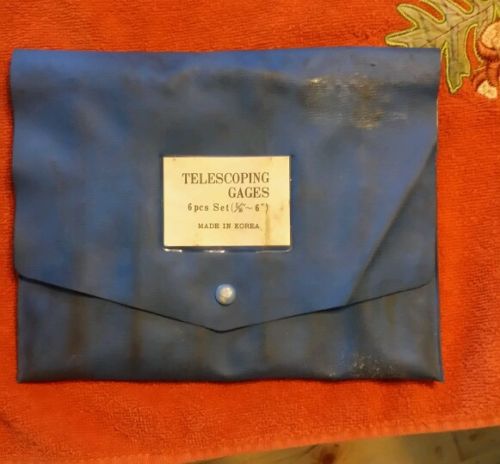 TELESCOPING
GAGES
6pcs Set (5/16"~6")
MADE IN KOREA